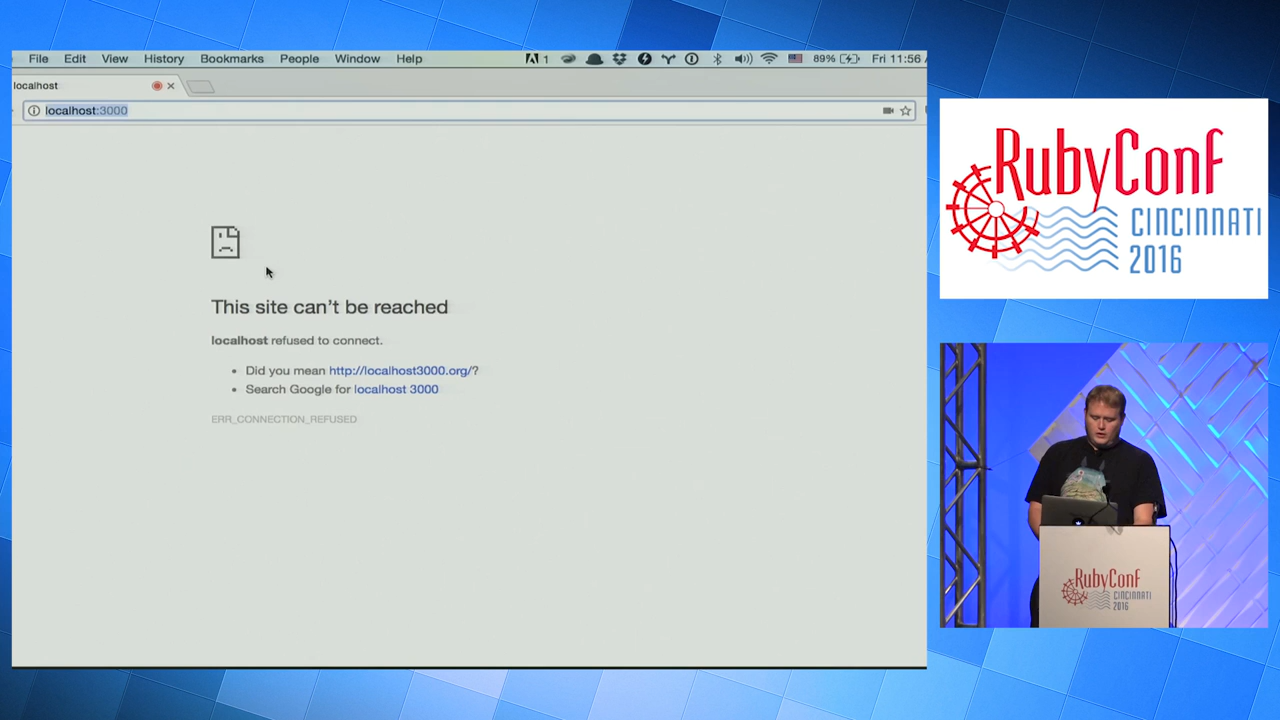 File Edit View History Bookmarks People Window Help 1 89% Fri 11:56
localhost
localhost:3000
This site can't be reached
localhost refused to connect.
• Did you mean http://localhost3000.org/?
• Search Google for localhost 3000
ERR_CONNECTION_REFUSED
RubyConf
CINCINNATI
2016
RubyConf
CINCINNATI
2016